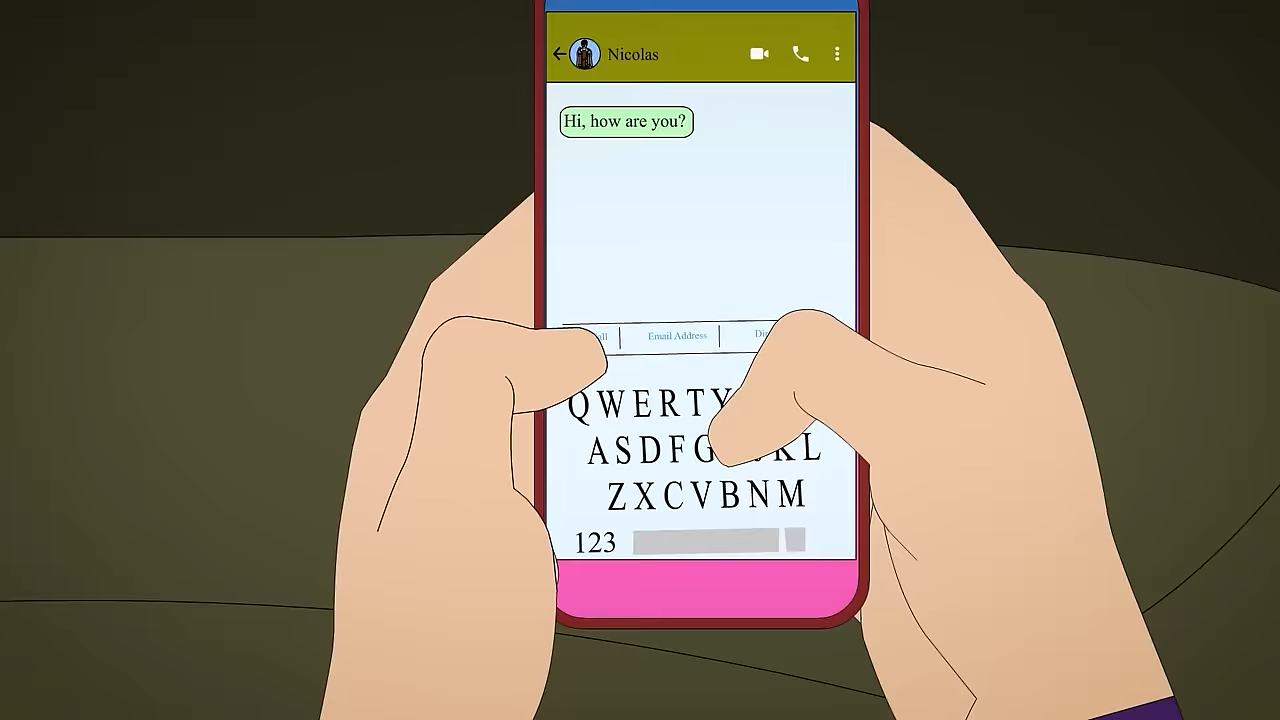 Nicolas
Hi, how are you?
Email Address
QWERTY
ASDFG KL
ZXCVBNM
123